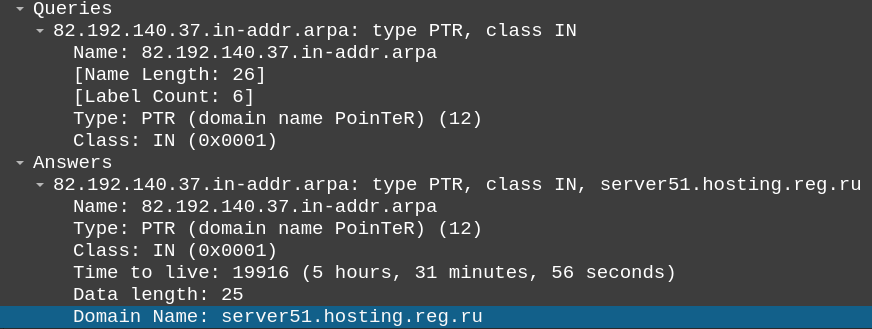 Queries
82.192.140.37.in-addr.arpa: type PTR, class IN
Name: 82.192.140.37.in-addr.arpa
[Name Length: 26]
[Label Count: 6]
Type: PTR (domain name PoinTeR) (12)
Class: IN (0x0001)
Answers
82.192.140.37.in-addr.arpa: type PTR, class IN, server51.hosting.reg.ru
Name: 82.192.140.37.in-addr.arpa
Type: PTR (domain name PoinTeR) (12)
Class: IN (0x0001)
Time to live: 19916 (5 hours, 31 minutes, 56 seconds)
Data length: 25
Domain Name: server51.hosting.reg.ru